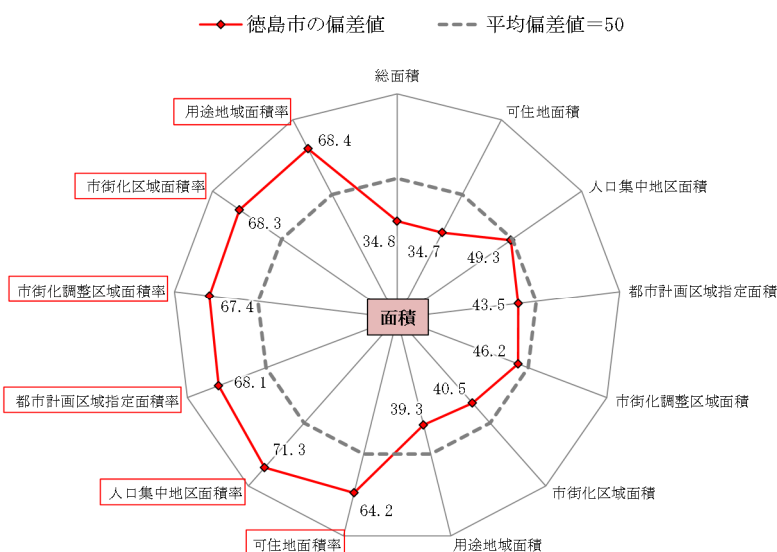 徳島市の偏差値
平均偏差値=50
総面積
可住地面積
人口集中地区面積
都市計画区域指定面積
市街化調整区域面積
市街化区域面積
用途地域面積
可住地面積率
人口集中地区面積率
都市計画区域指定面積率
市街化調整区域面積率
市街化区域面積率
用途地域面積率
34.8
34.7
49.3
43.5
46.2
40.5
39.3
64.2
71.3
68.1
67.4
68.3
68.4
面積